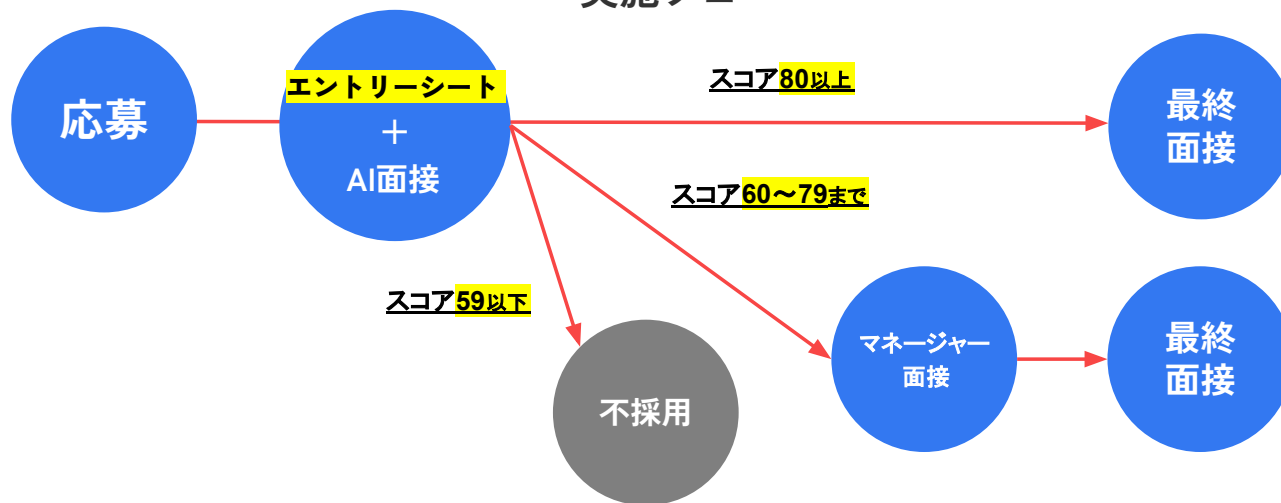 応募
エントリーシート
＋
AI面接
スコア80以上
最終
面接
スコア60～79まで
スコア59以下
マネージャー
面接
最終
面接
不採用